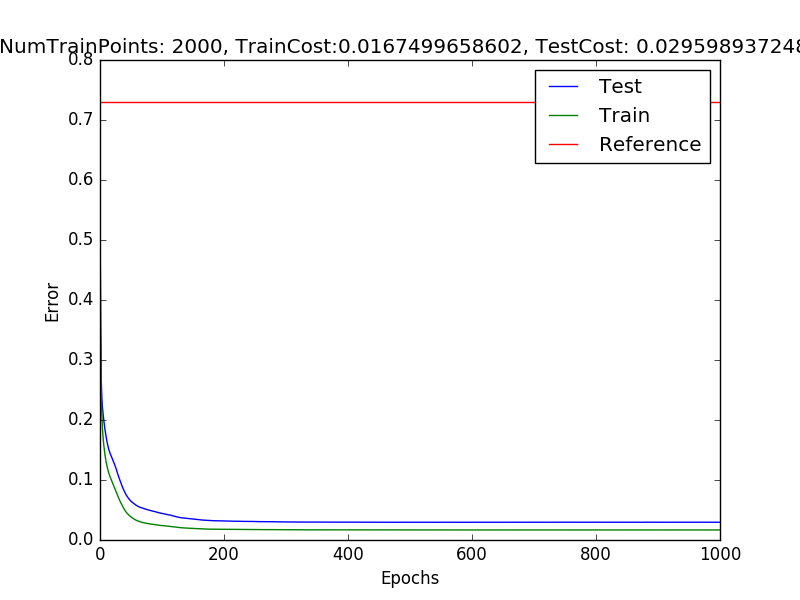 NumTrainPoints: 2000, TrainCost:0.0167499658602, TestCost: 0.029598937248
0.8
0.7
0.6
0.5
0.4
0.3
0.2
0.1
0.0
Error
Test
Train
Reference
0 200 400 600 800 1000
Epochs